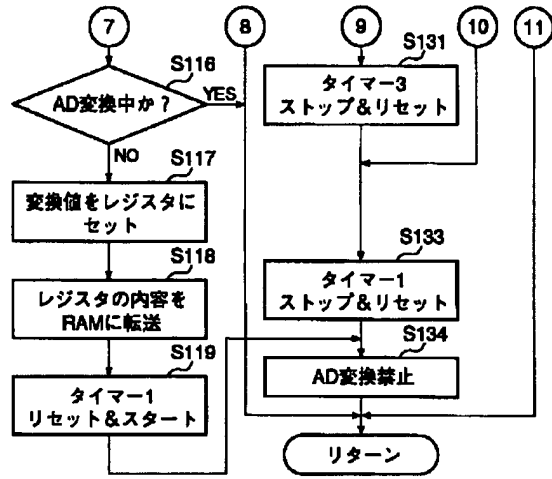 7
8
9
10
11
S116
AD変換中か?
YES
NO
S117
変換値をレジスタに
セット
S118
レジスタの内容を
RAMに転送
S119
タイマー1
リセット&スタート
S131
タイマー3
ストップ&リセット
S133
タイマー1
ストップ&リセット
S134
AD変換禁止
リターン